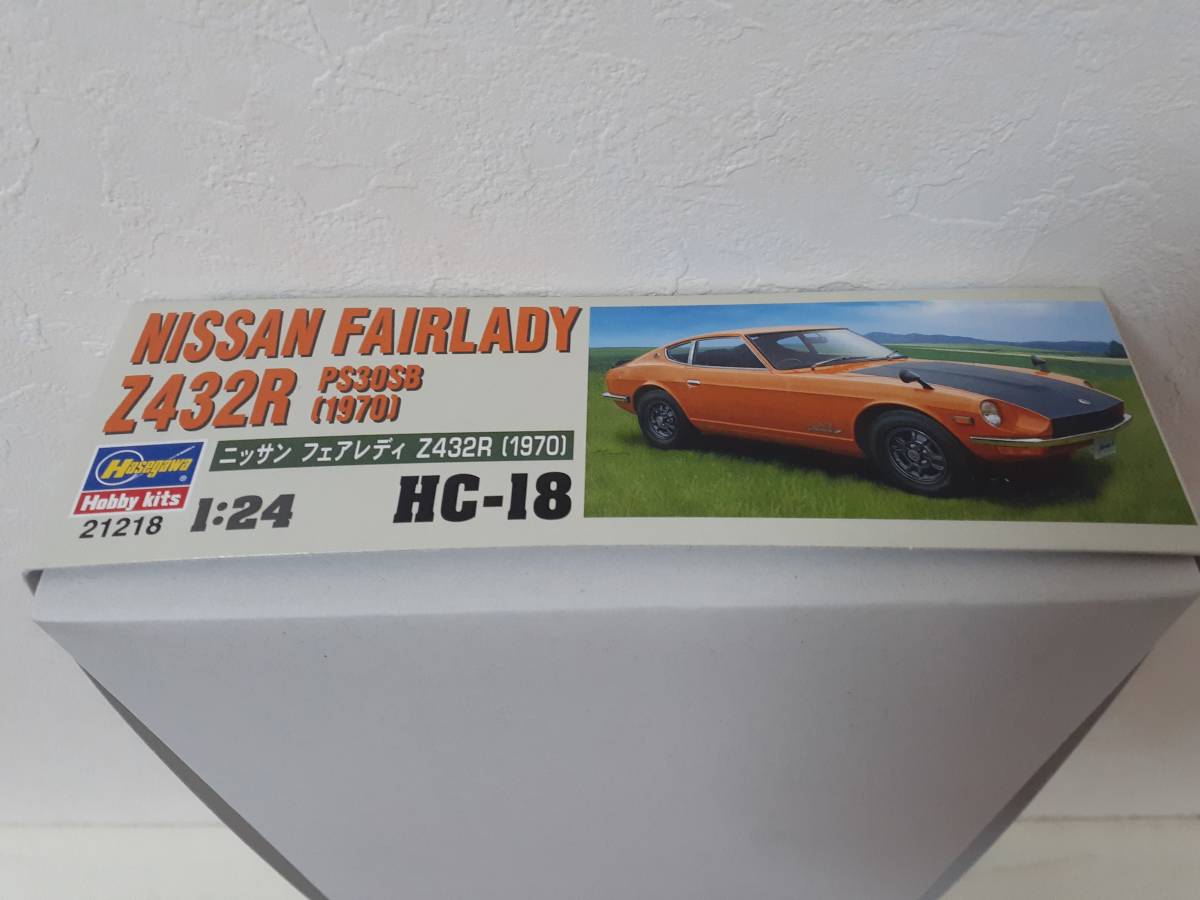 NISSAN FAIRLADY
Z432R PS30SB
(1970)
ニッサン フェアレディ Z432R (1970)
Hasegawa®
Hobby kits
21218 1:24 HC-18